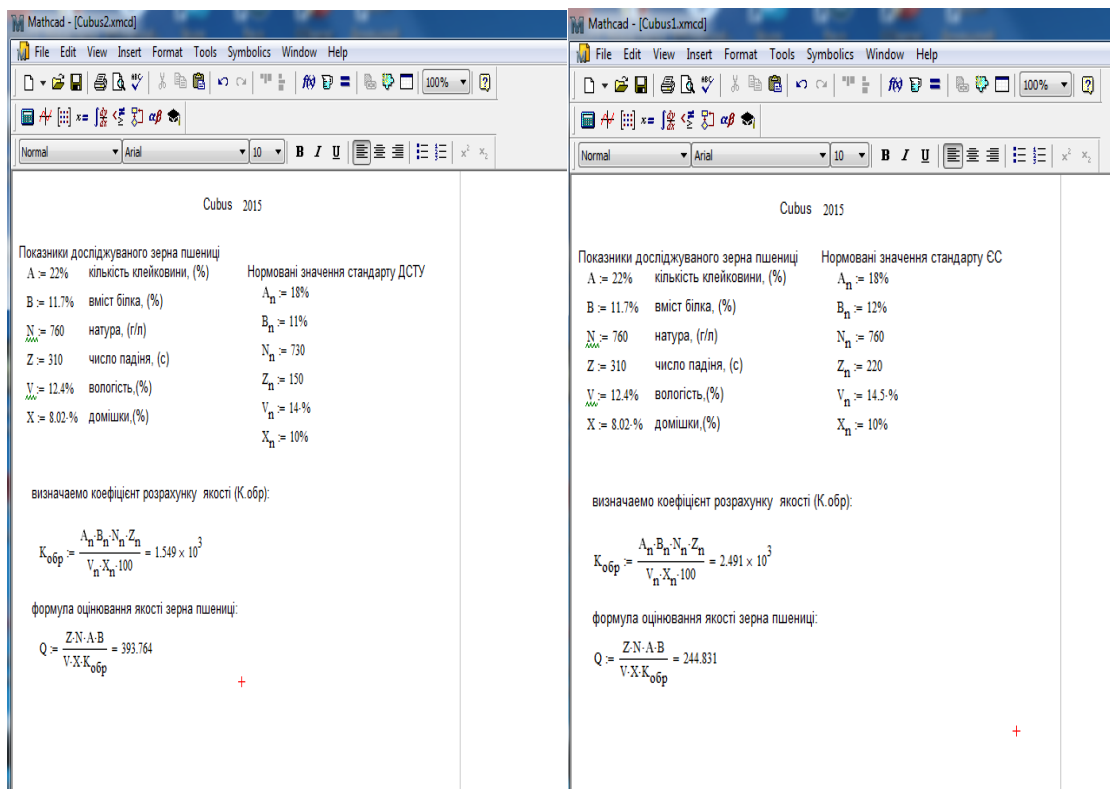 Mathcad - [Cubus2.xmcd]
File Edit View Insert Format Tools Symbolics Window Help
100%
Normal Arial 10 B I U
Cubus 2015
Показники досліджуваного зерна пшениці
A := 22% кількість клейковини, (%) Нормовані значення стандарту ДСТУ
Aₙ := 18%
B := 11.7% вміст білка, (%)
Bₙ := 11%
N := 760 натура, (г/л)
Nₙ := 730
Z := 310 число падіня, (с)
Zₙ := 150
V := 12.4% вологість,(%)
Vₙ := 14·%
X := 8.02·% домішки,(%)
Xₙ := 10%
визначаемо коефіцієнт розрахунку якості (К.обр):
K_обр := (Aₙ·Bₙ·Nₙ·Zₙ)/(Vₙ·Xₙ·100) = 1.549 × 10³
формула оцінювання якості зерна пшениці:
Q := (Z·N·A·B)/(V·X·K_обр) = 393.764
Mathcad - [Cubus1.xmcd]
File Edit View Insert Format Tools Symbolics Window Help
100%
Normal Arial 10 B I U
Cubus 2015
Показники досліджуваного зерна пшениці Нормовані значення стандарту ЄС
A := 22% кількість клейковини, (%) Aₙ := 18%
B := 11.7% вміст білка, (%) Bₙ := 12%
N := 760 натура, (г/л) Nₙ := 760
Z := 310 число падіня, (с) Zₙ := 220
V := 12.4% вологість,(%) Vₙ := 14.5·%
X := 8.02·% домішки,(%) Xₙ := 10%
визначаемо коефіцієнт розрахунку якості (К.обр):
K_обр := (Aₙ·Bₙ·Nₙ·Zₙ)/(Vₙ·Xₙ·100) = 2.491 × 10³
формула оцінювання якості зерна пшениці:
Q := (Z·N·A·B)/(V·X·K_обр) = 244.831